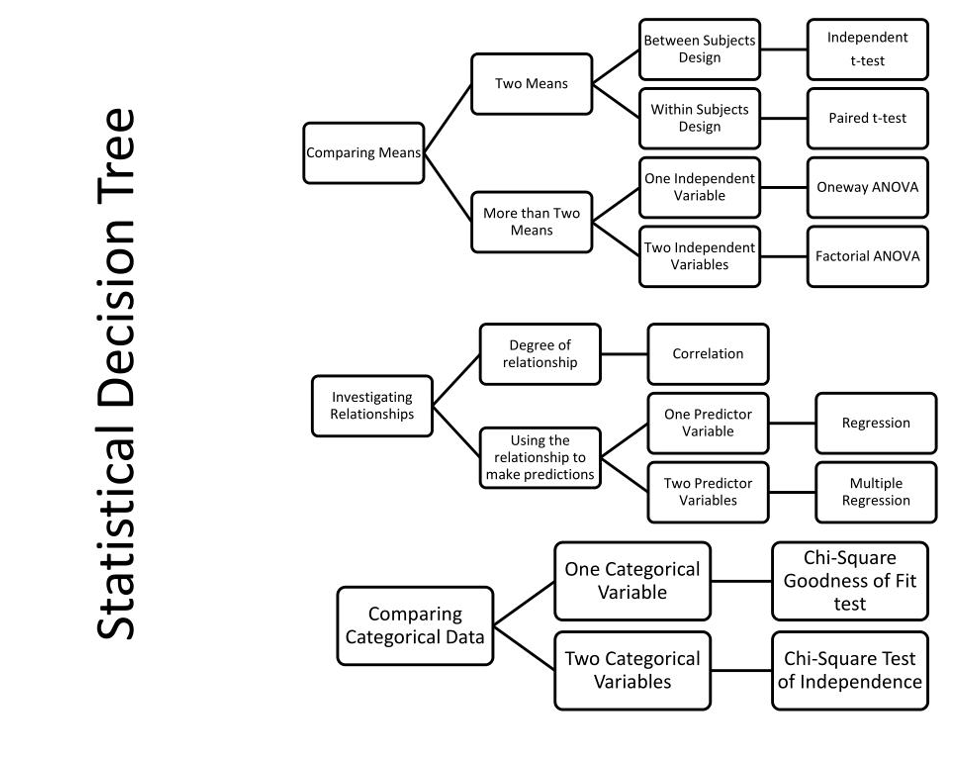 Statistical Decision Tree
Comparing Means
Two Means
Between Subjects
Design
Independent
t-test
Within Subjects
Design
Paired t-test
More than Two
Means
One Independent
Variable
Oneway ANOVA
Two Independent
Variables
Factorial ANOVA
Investigating
Relationships
Degree of
relationship
Correlation
Using the
relationship to
make predictions
One Predictor
Variable
Regression
Two Predictor
Variables
Multiple
Regression
Comparing
Categorical Data
One Categorical
Variable
Chi-Square
Goodness of Fit
test
Two Categorical
Variables
Chi-Square Test
of Independence